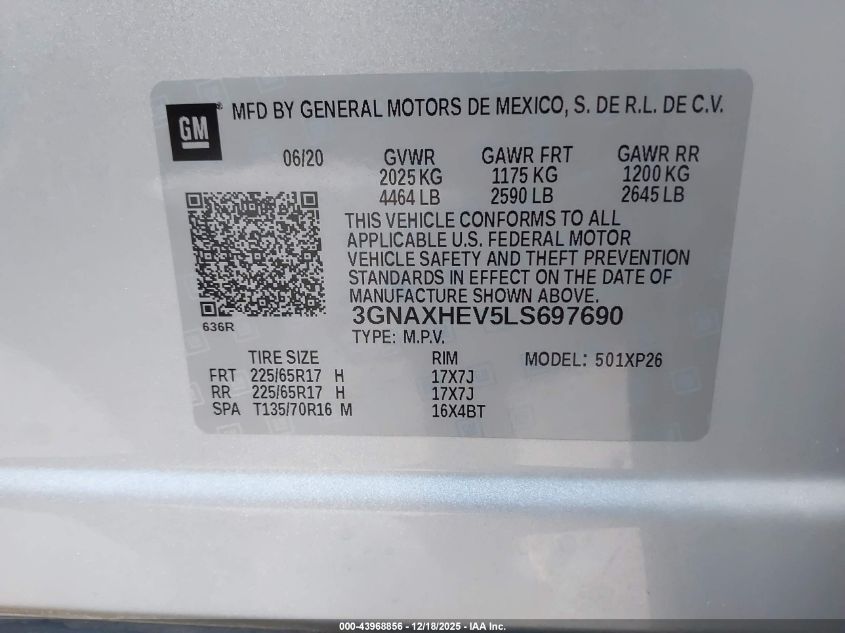 GM ® MFD BY GENERAL MOTORS DE MEXICO, S. DE R.L. DE C.V.
06/20 GVWR GAWR FRT GAWR RR
2025 KG 1175 KG 1200 KG
4464 LB 2590 LB 2645 LB
THIS VEHICLE CONFORMS TO ALL
APPLICABLE U.S. FEDERAL MOTOR
VEHICLE SAFETY AND THEFT PREVENTION
STANDARDS IN EFFECT ON THE DATE OF
MANUFACTURE SHOWN ABOVE.
3GNAXHEV5LS697690
636R
TYPE: M.P.V.
TIRE SIZE RIM MODEL: 501XP26
FRT 225/65R17 H 17X7J
RR 225/65R17 H 17X7J
SPA T135/70R16 M 16X4BT
000-43968856 - 12/18/2025 - IAA Inc.